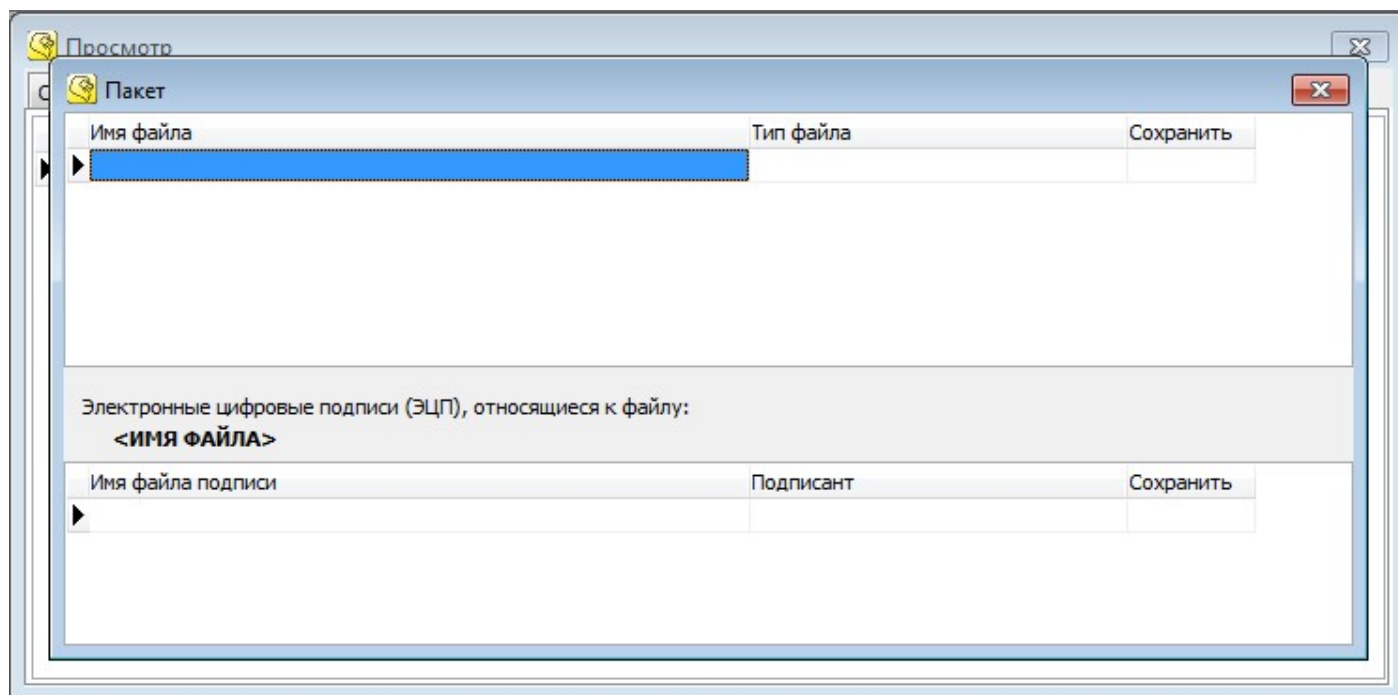 Просмотр
Пакет
Имя файла Тип файла Сохранить
Электронные цифровые подписи (ЭЦП), относящиеся к файлу:
<ИМЯ ФАЙЛА>
Имя файла подписи Подписант Сохранить